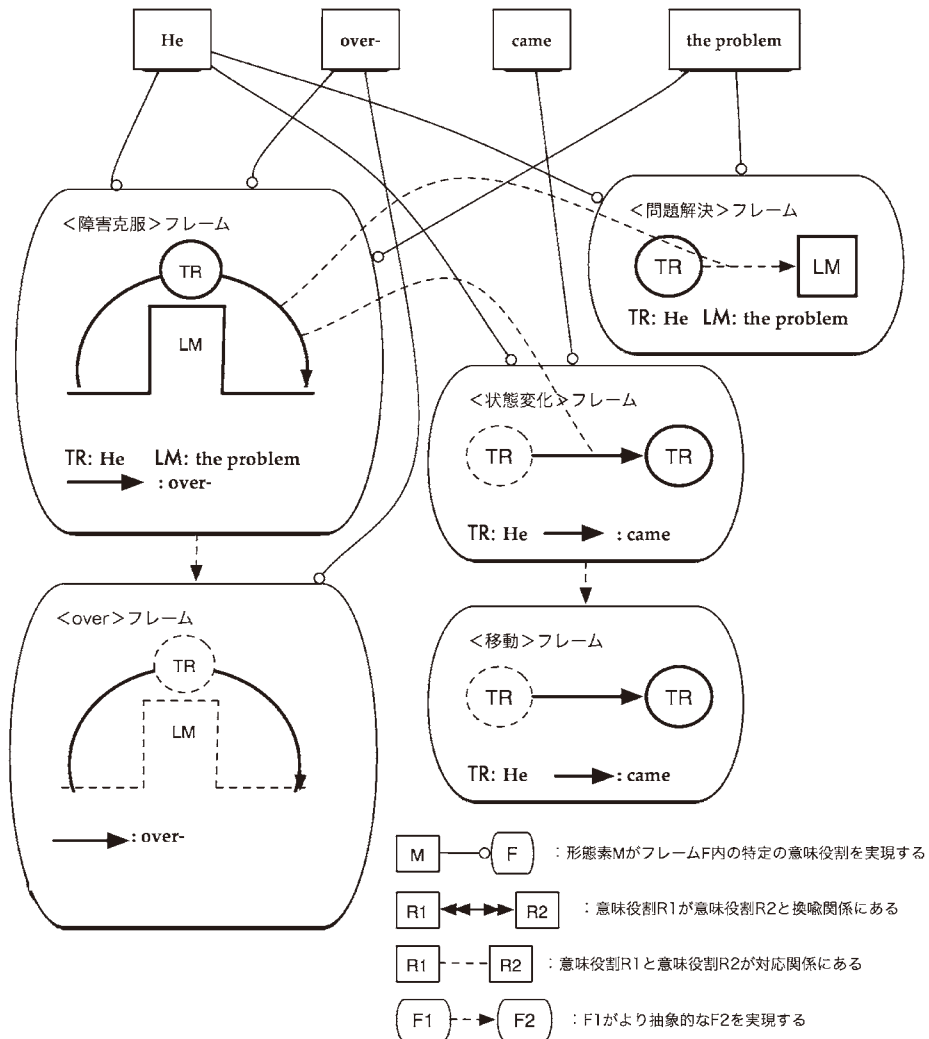 He
over-
came
the problem
＜障害克服＞フレーム
TR
LM
TR: He LM: the problem
: over-
＜問題解決＞フレーム
TR
LM
TR: He LM: the problem
＜状態変化＞フレーム
TR
TR
TR: He : came
＜over＞フレーム
TR
LM
: over-
＜移動＞フレーム
TR
TR
TR: He : came
M F ：形態素MがフレームF内の特定の意味役割を実現する
R1 R2 ：意味役割R1が意味役割R2と換喩関係にある
R1 R2 ：意味役割R1と意味役割R2が対応関係にある
F1 F2 ：F1がより抽象的なF2を実現する